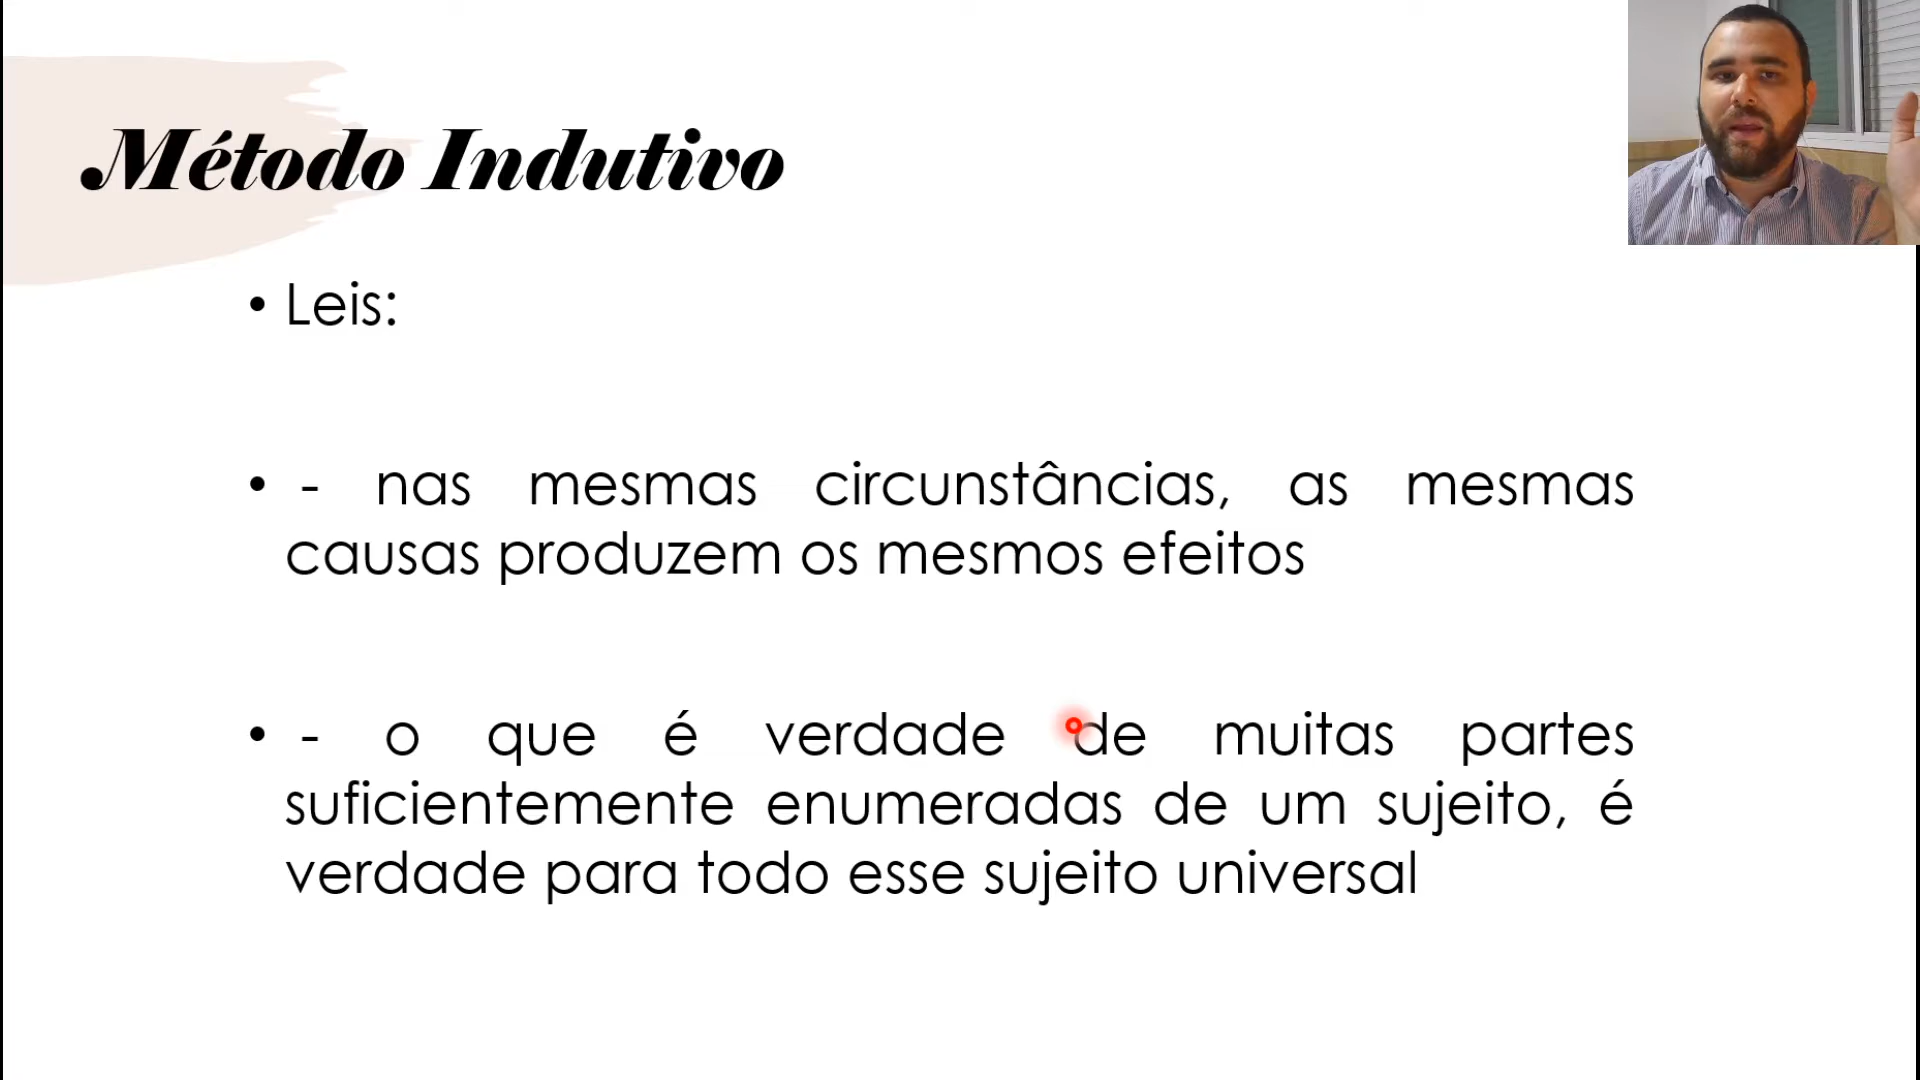 Método Indutivo
• Leis:
• - nas mesmas circunstâncias, as mesmas
causas produzem os mesmos efeitos
• - o que é verdade de muitas partes
suficientemente enumeradas de um sujeito, é
verdade para todo esse sujeito universal